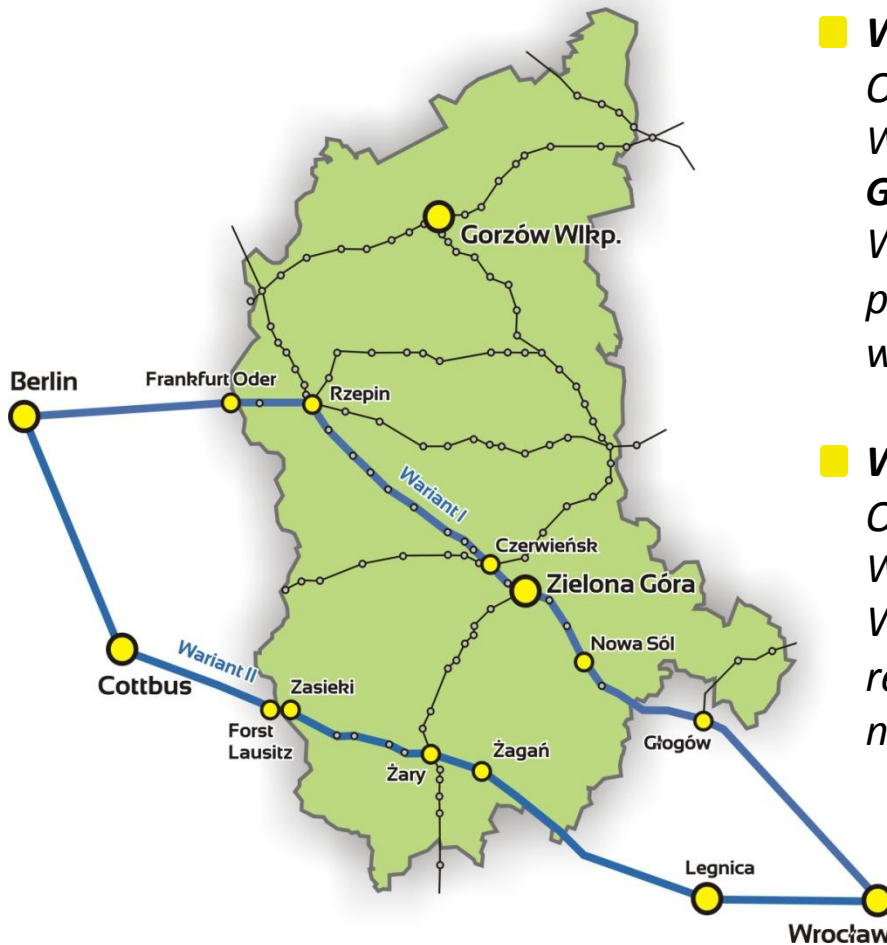 Gorzów Wlkp.
Berlin
Frankfurt Oder
Rzepin
Wariant I
Czerwieńsk
Zielona Góra
Nowa Sól
Wariant II
Cottbus
Zasieki
Forst
Lausitz
Żary
Żagań
Głogów
Legnica
Wrocław